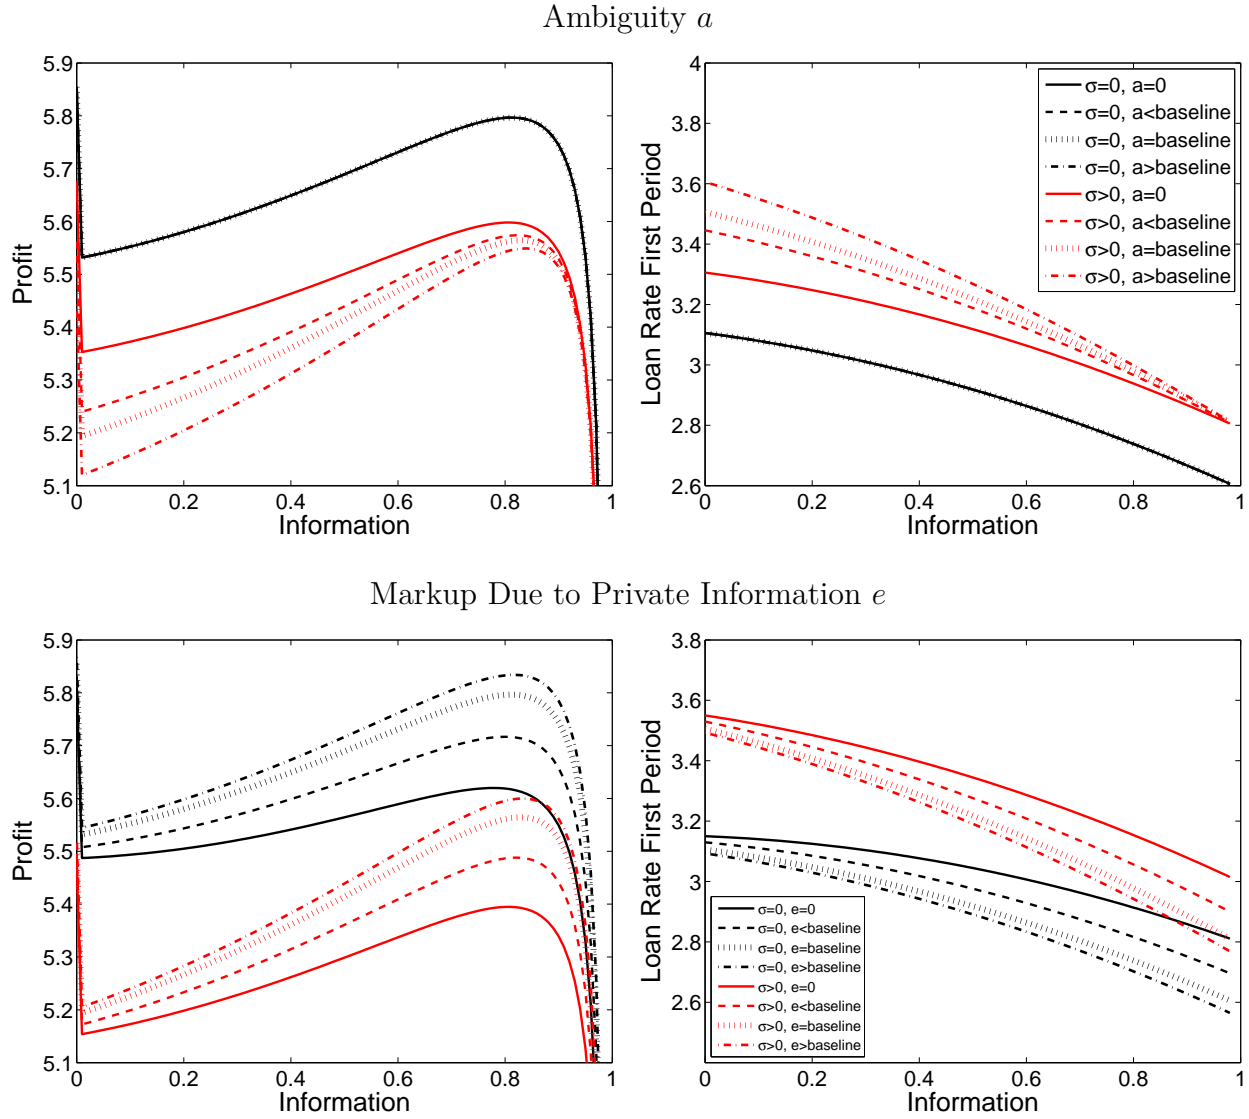 Ambiguity a
5.9
5.8
5.7
5.6
5.5
5.4
5.3
5.2
5.1
Profit
0 0.2 0.4 0.6 0.8 1
Information
4
3.8
3.6
3.4
3.2
3
2.8
2.6
Loan Rate First Period
0 0.2 0.4 0.6 0.8 1
Information
σ=0, a=0
σ=0, a<baseline
σ=0, a=baseline
σ=0, a>baseline
σ>0, a=0
σ>0, a<baseline
σ>0, a=baseline
σ>0, a>baseline
Markup Due to Private Information e
5.9
5.8
5.7
5.6
5.5
5.4
5.3
5.2
5.1
Profit
0 0.2 0.4 0.6 0.8 1
Information
3.8
3.6
3.4
3.2
3
2.8
2.6
Loan Rate First Period
0 0.2 0.4 0.6 0.8 1
Information
σ=0, e=0
σ=0, e<baseline
σ=0, e=baseline
σ=0, e>baseline
σ>0, e=0
σ>0, e<baseline
σ>0, e=baseline
σ>0, e>baseline